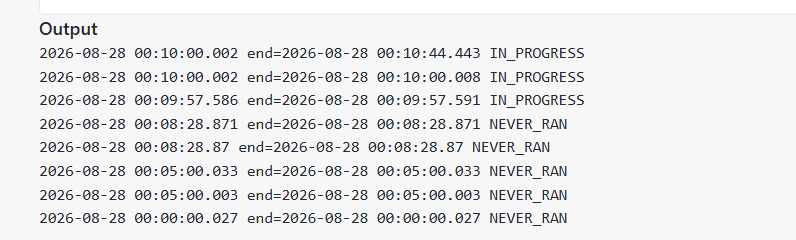 Output
2026-08-28 00:10:00.002 end=2026-08-28 00:10:44.443 IN_PROGRESS
2026-08-28 00:10:00.002 end=2026-08-28 00:10:00.008 IN_PROGRESS
2026-08-28 00:09:57.586 end=2026-08-28 00:09:57.591 IN_PROGRESS
2026-08-28 00:08:28.871 end=2026-08-28 00:08:28.871 NEVER_RAN
2026-08-28 00:08:28.87 end=2026-08-28 00:08:28.87 NEVER_RAN
2026-08-28 00:05:00.033 end=2026-08-28 00:05:00.033 NEVER_RAN
2026-08-28 00:05:00.003 end=2026-08-28 00:05:00.003 NEVER_RAN
2026-08-28 00:00:00.027 end=2026-08-28 00:00:00.027 NEVER_RAN